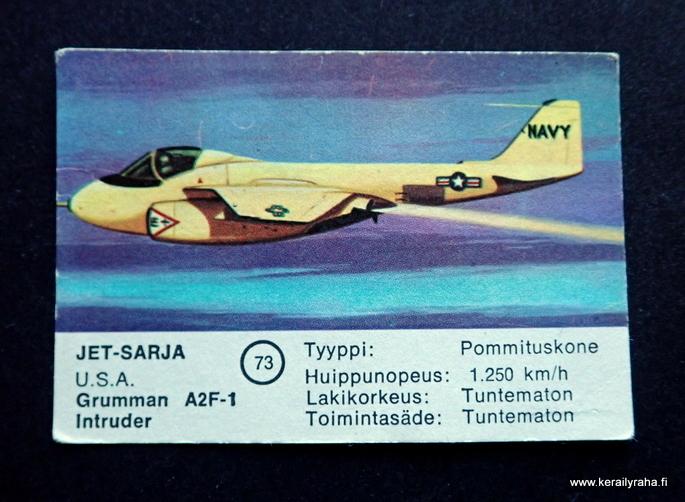 NAVY
JET-SARJA
73
U.S.A.
Grumman A2F-1
Intruder
Tyyppi: Pommituskone
Huippunopeus: 1.250 km/h
Lakikorkeus: Tuntematon
Toimintasäde: Tuntematon
www.kerailyraha.fi